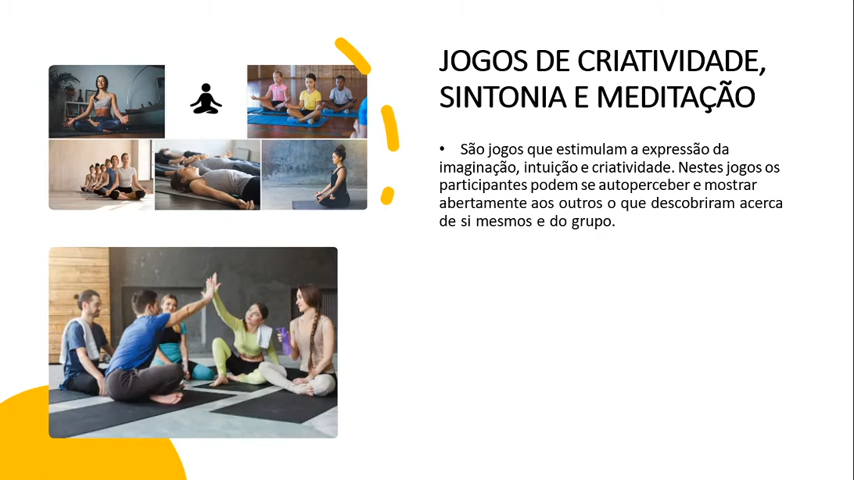 JOGOS DE CRIATIVIDADE,
SINTONIA E MEDITAÇÃO
• São jogos que estimulam a expressão da
imaginação, intuição e criatividade. Nestes jogos os
participantes podem se autoperceber e mostrar
abertamente aos outros o que descobriram acerca
de si mesmos e do grupo.